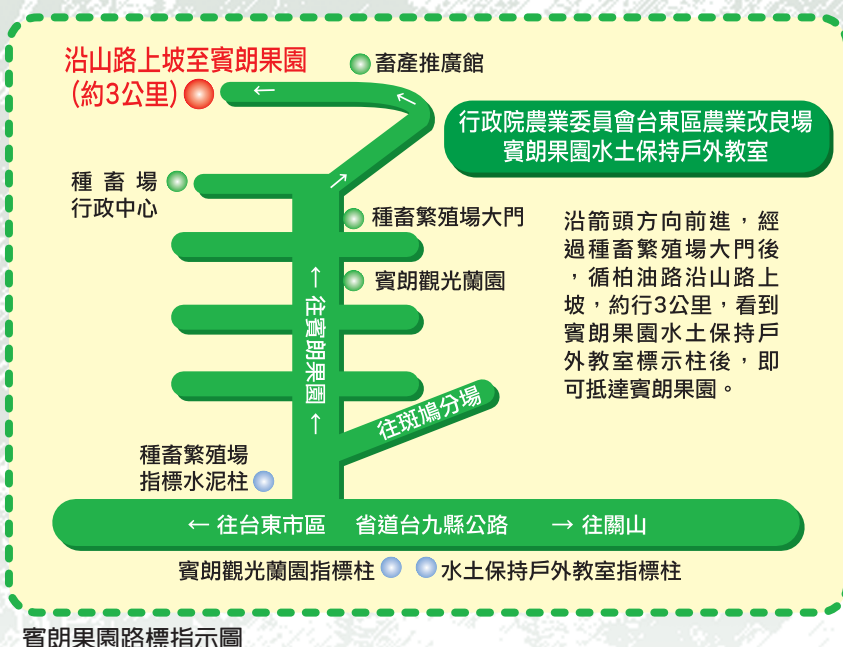 沿山路上坡至賓朗果園
（約3公里）
畜產推廣館
行政院農業委員會台東區農業改良場
賓朗果園水土保持戶外教室
種畜場
行政中心
種畜繁殖場大門
賓朗觀光蘭園
沿箭頭方向前進，經
過種畜繁殖場大門後
，循柏油路沿山路上
坡，約行3公里，看到
賓朗果園水土保持戶
外教室標示柱後，即
可抵達賓朗果園。
← 往賓朗果園 ←
往斑鳩分場
種畜繁殖場
指標水泥柱
← 往台東市區 省道台九縣公路 → 往關山
賓朗觀光蘭園指標柱 水土保持戶外教室指標柱
賓朗果園路標指示圖